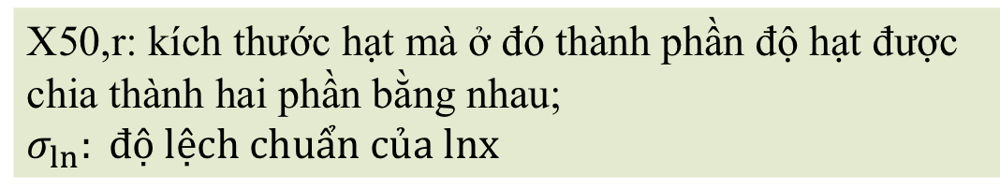 X50,r: kích thước hạt mà ở đó thành phần độ hạt được
chia thành hai phần bằng nhau;
σln: độ lệch chuẩn của lnx